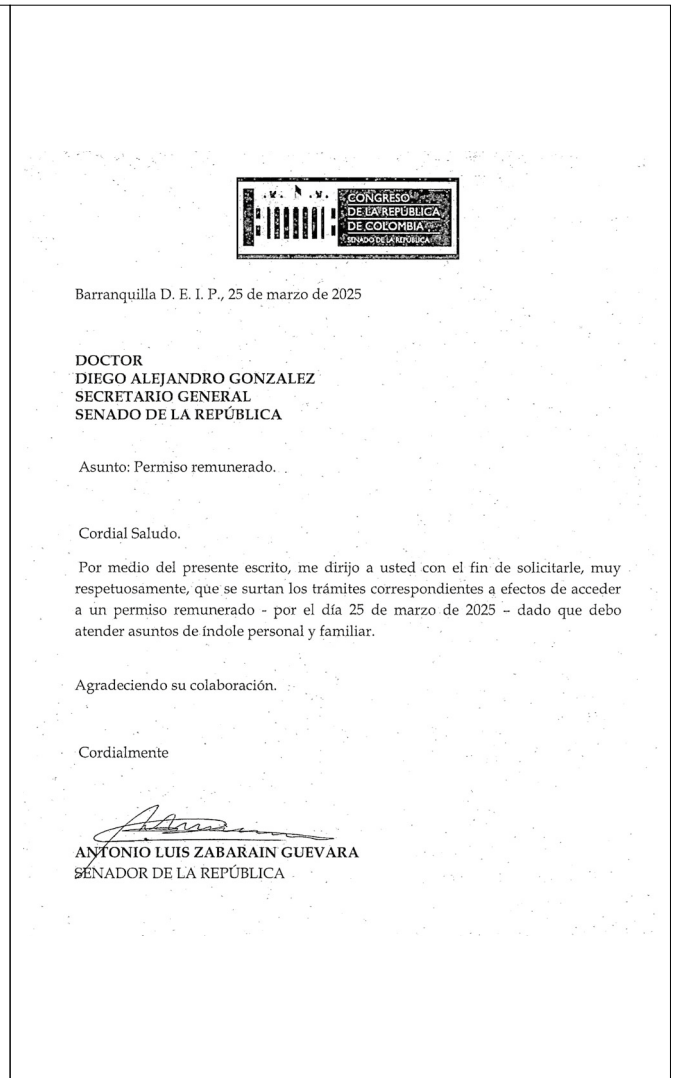 CONGRESO
DE LA REPÚBLICA
DE COLOMBIA
SENADO DE LA REPÚBLICA
Barranquilla D. E. I. P., 25 de marzo de 2025
DOCTOR
DIEGO ALEJANDRO GONZALEZ
SECRETARIO GENERAL
SENADO DE LA REPÚBLICA
Asunto: Permiso remunerado.
Cordial Saludo.
Por medio del presente escrito, me dirijo a usted con el fin de solicitarle, muy
respetuosamente, que se surtan los trámites correspondientes a efectos de acceder
a un permiso remunerado - por el día 25 de marzo de 2025 – dado que debo
atender asuntos de índole personal y familiar.
Agradeciendo su colaboración.
Cordialmente
ANTONIO LUIS ZABARAIN GUEVARA
SENADOR DE LA REPÚBLICA